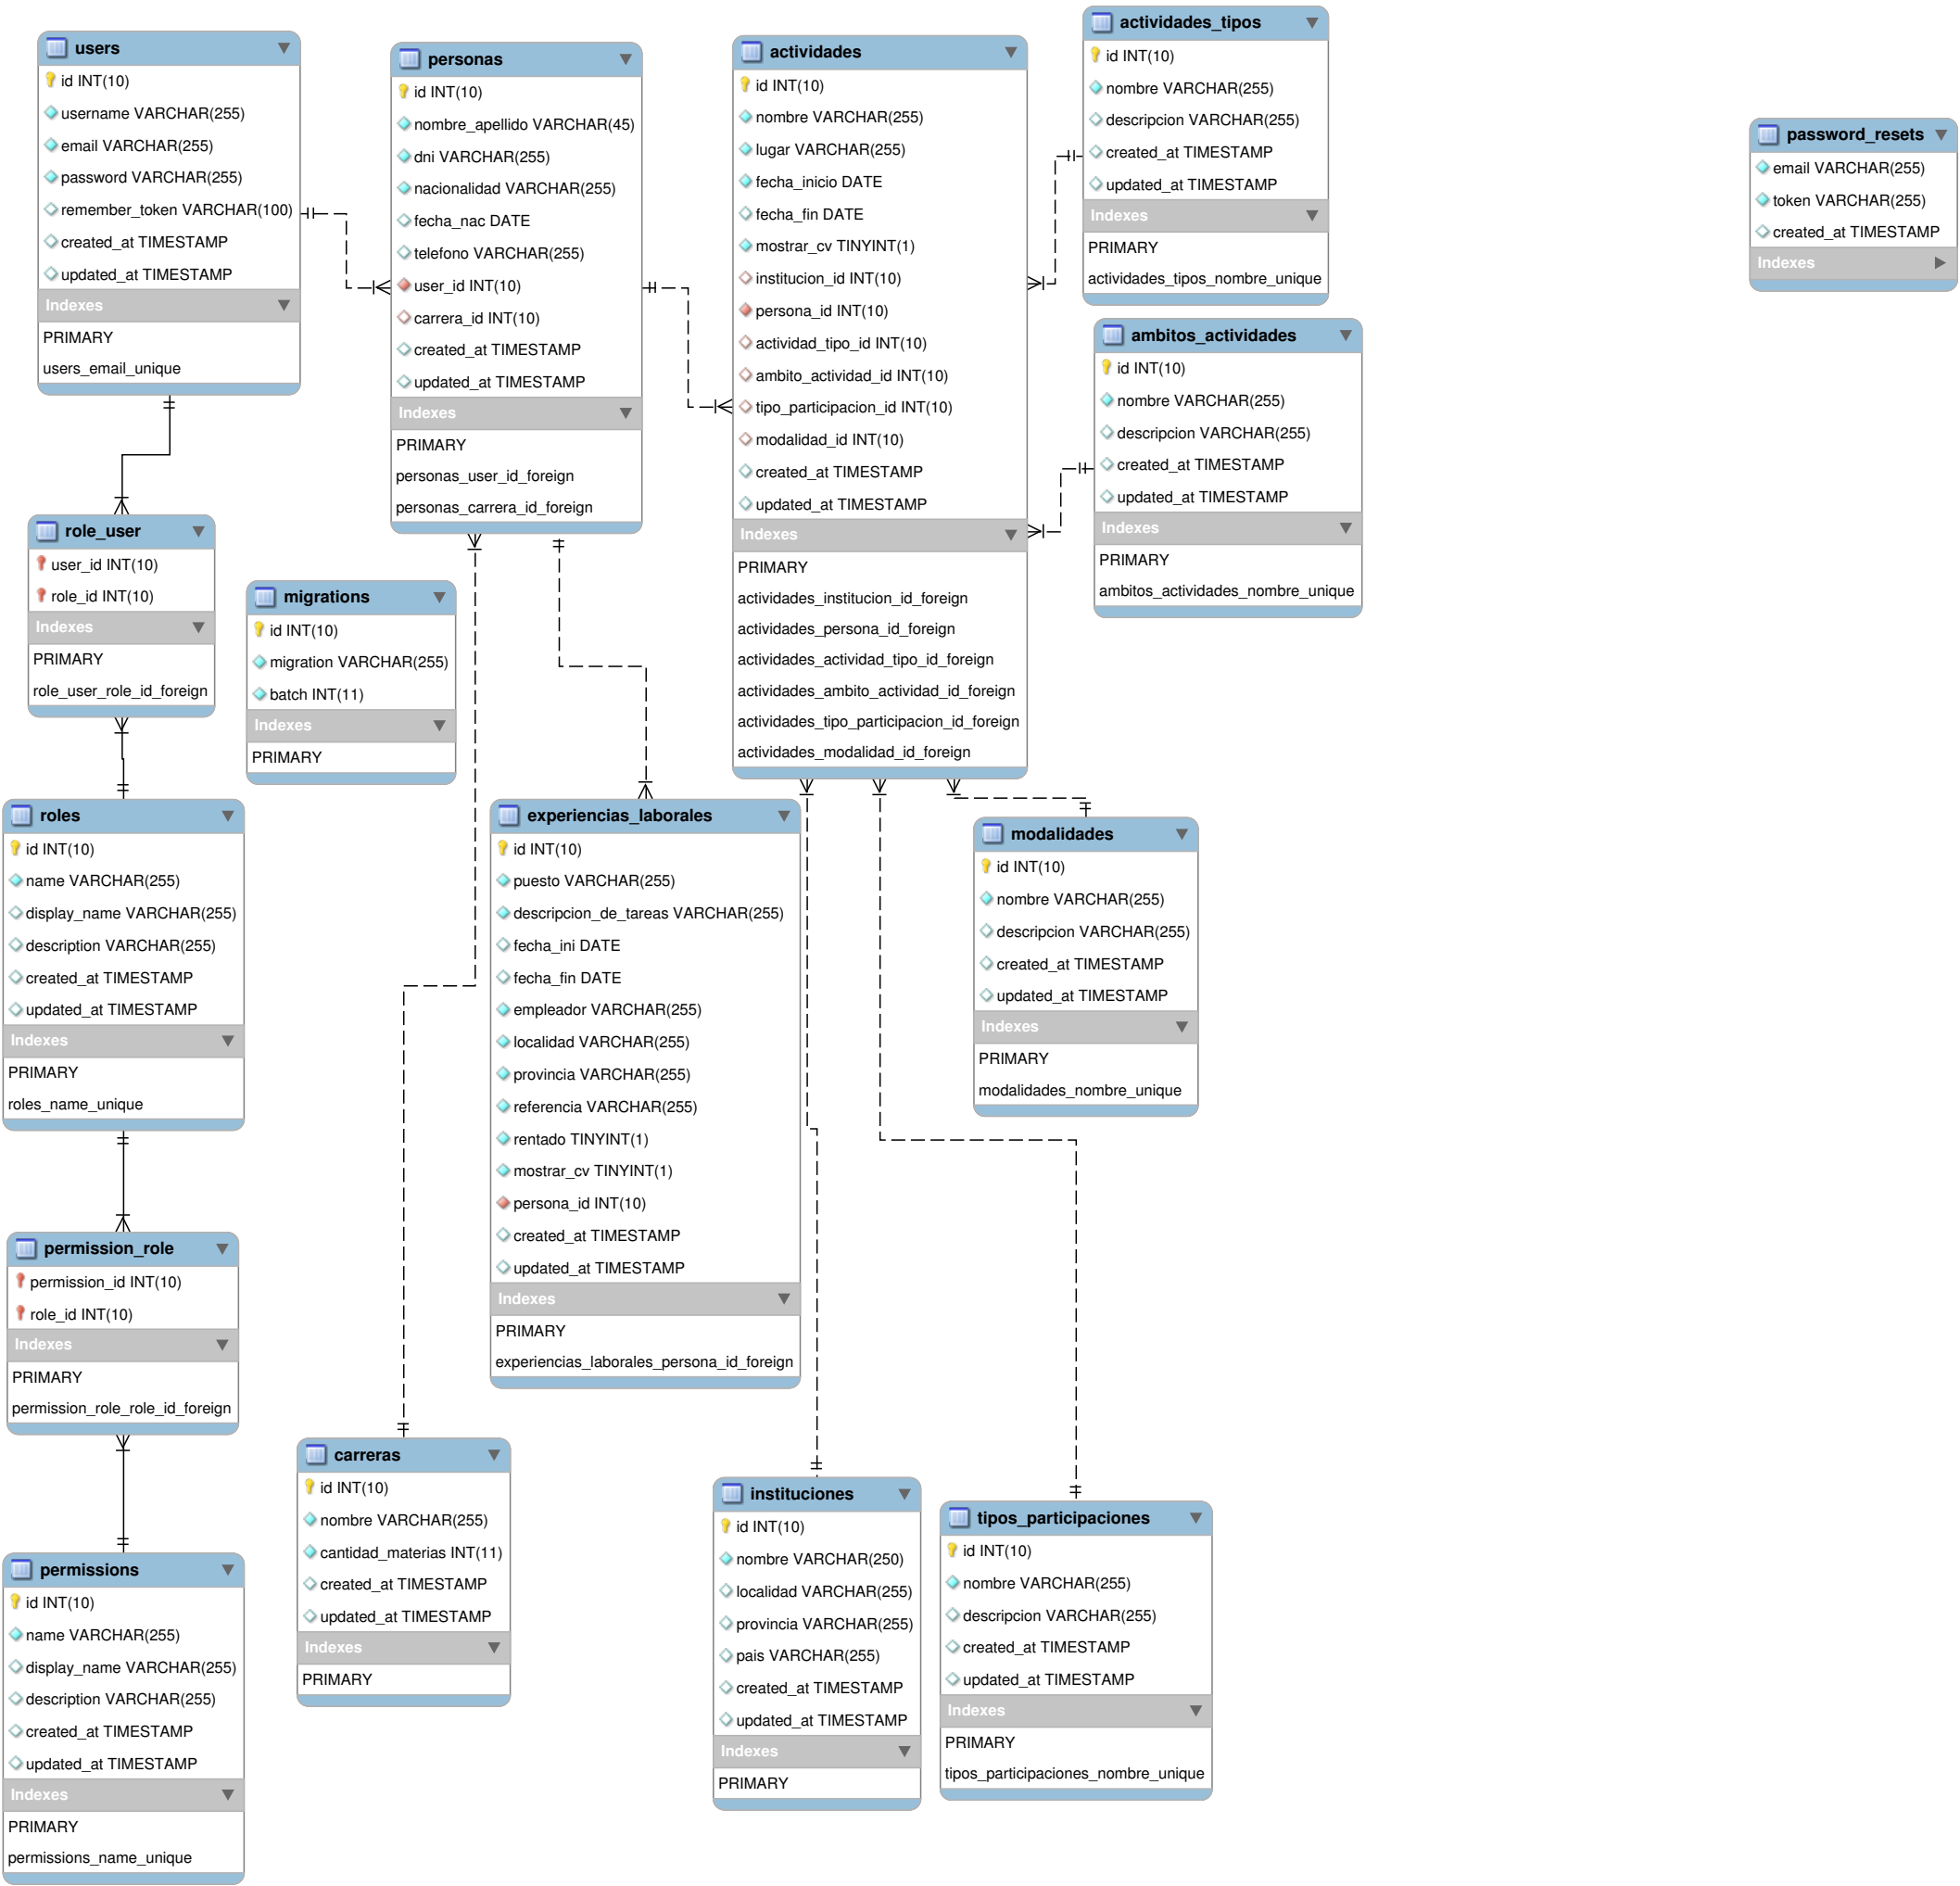 users
id INT(10)
username VARCHAR(255)
email VARCHAR(255)
password VARCHAR(255)
remember_token VARCHAR(100)
created_at TIMESTAMP
updated_at TIMESTAMP
Indexes
PRIMARY
users_email_unique
personas
id INT(10)
nombre_apellido VARCHAR(45)
dni VARCHAR(255)
nacionalidad VARCHAR(255)
fecha_nac DATE
telefono VARCHAR(255)
user_id INT(10)
carrera_id INT(10)
created_at TIMESTAMP
updated_at TIMESTAMP
Indexes
PRIMARY
personas_user_id_foreign
personas_carrera_id_foreign
actividades
id INT(10)
nombre VARCHAR(255)
lugar VARCHAR(255)
fecha_inicio DATE
fecha_fin DATE
mostrar_cv TINYINT(1)
institucion_id INT(10)
persona_id INT(10)
actividad_tipo_id INT(10)
ambito_actividad_id INT(10)
tipo_participacion_id INT(10)
modalidad_id INT(10)
created_at TIMESTAMP
updated_at TIMESTAMP
Indexes
PRIMARY
actividades_institucion_id_foreign
actividades_persona_id_foreign
actividades_actividad_tipo_id_foreign
actividades_ambito_actividad_id_foreign
actividades_tipo_participacion_id_foreign
actividades_modalidad_id_foreign
actividades_tipos
id INT(10)
nombre VARCHAR(255)
descripcion VARCHAR(255)
created_at TIMESTAMP
updated_at TIMESTAMP
Indexes
PRIMARY
actividades_tipos_nombre_unique
password_resets
email VARCHAR(255)
token VARCHAR(255)
created_at TIMESTAMP
Indexes
ambitos_actividades
id INT(10)
nombre VARCHAR(255)
descripcion VARCHAR(255)
created_at TIMESTAMP
updated_at TIMESTAMP
Indexes
PRIMARY
ambitos_actividades_nombre_unique
role_user
user_id INT(10)
role_id INT(10)
Indexes
PRIMARY
role_user_role_id_foreign
migrations
id INT(10)
migration VARCHAR(255)
batch INT(11)
Indexes
PRIMARY
roles
id INT(10)
name VARCHAR(255)
display_name VARCHAR(255)
description VARCHAR(255)
created_at TIMESTAMP
updated_at TIMESTAMP
Indexes
PRIMARY
roles_name_unique
experiencias_laborales
id INT(10)
puesto VARCHAR(255)
descripcion_de_tareas VARCHAR(255)
fecha_ini DATE
fecha_fin DATE
empleador VARCHAR(255)
localidad VARCHAR(255)
provincia VARCHAR(255)
referencia VARCHAR(255)
rentado TINYINT(1)
mostrar_cv TINYINT(1)
persona_id INT(10)
created_at TIMESTAMP
updated_at TIMESTAMP
Indexes
PRIMARY
experiencias_laborales_persona_id_foreign
modalidades
id INT(10)
nombre VARCHAR(255)
descripcion VARCHAR(255)
created_at TIMESTAMP
updated_at TIMESTAMP
Indexes
PRIMARY
modalidades_nombre_unique
permission_role
permission_id INT(10)
role_id INT(10)
Indexes
PRIMARY
permission_role_role_id_foreign
carreras
id INT(10)
nombre VARCHAR(255)
cantidad_materias INT(11)
created_at TIMESTAMP
updated_at TIMESTAMP
Indexes
PRIMARY
instituciones
id INT(10)
nombre VARCHAR(250)
localidad VARCHAR(255)
provincia VARCHAR(255)
pais VARCHAR(255)
created_at TIMESTAMP
updated_at TIMESTAMP
Indexes
PRIMARY
tipos_participaciones
id INT(10)
nombre VARCHAR(255)
descripcion VARCHAR(255)
created_at TIMESTAMP
updated_at TIMESTAMP
Indexes
PRIMARY
tipos_participaciones_nombre_unique
permissions
id INT(10)
name VARCHAR(255)
display_name VARCHAR(255)
description VARCHAR(255)
created_at TIMESTAMP
updated_at TIMESTAMP
Indexes
PRIMARY
permissions_name_unique